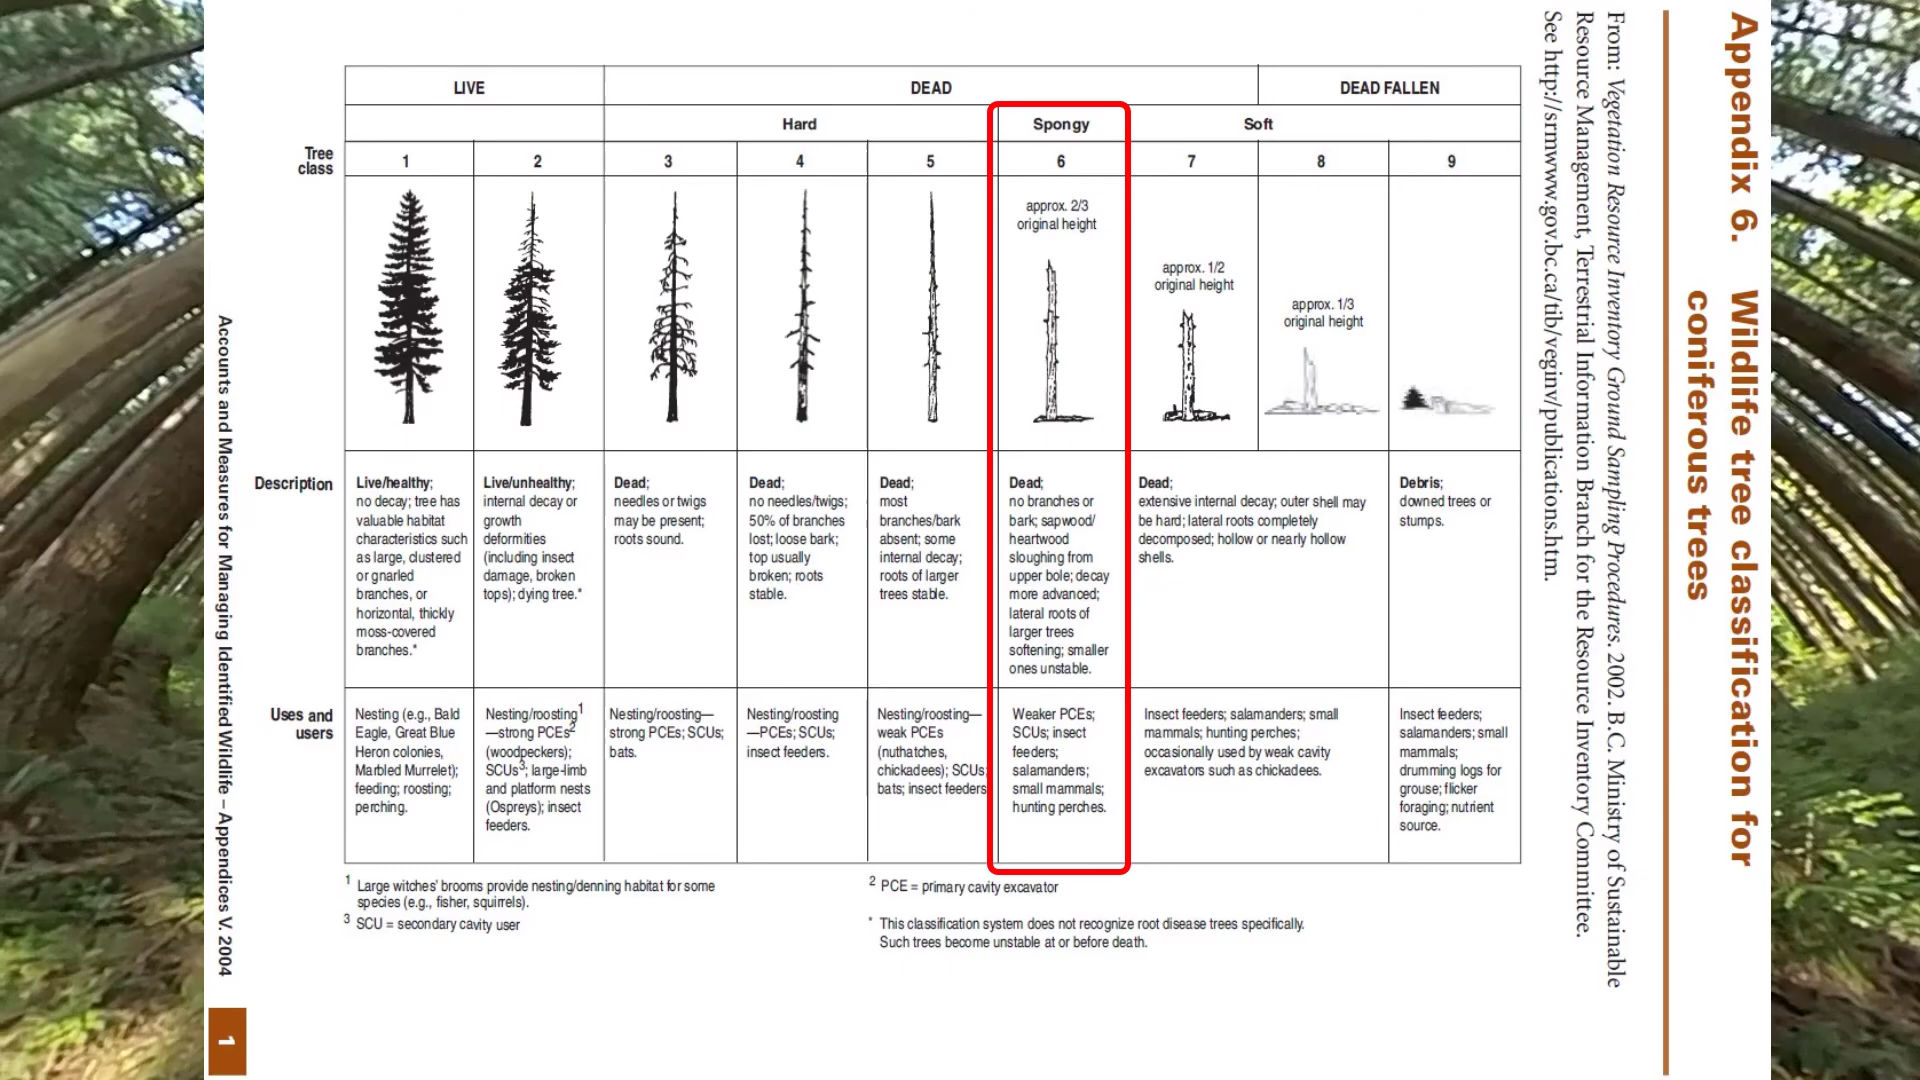 Appendix 6. Wildlife tree classification for
coniferous trees
From: Vegetation Resource Inventory Ground Sampling Procedures. 2002. B.C. Ministry of Sustainable
Resource Management, Terrestrial Information Branch for the Resource Inventory Committee.
See http://srmwww.gov.bc.ca/tib/veginv/publications.htm.
LIVE
DEAD
DEAD FALLEN
Hard
Spongy
Soft
Tree
class
1
2
3
4
5
6
7
8
9
approx. 2/3
original height
approx. 1/2
original height
approx. 1/3
original height
Description
Live/healthy;
no decay; tree has
valuable habitat
characteristics such
as large, clustered
or gnarled
branches, or
horizontal, thickly
moss-covered
branches.*
Live/unhealthy;
internal decay or
growth
deformities
(including insect
damage, broken
tops); dying tree.*
Dead;
needles or twigs
may be present;
roots sound.
Dead;
no needles/twigs;
50% of branches
lost; loose bark;
top usually
broken; roots
stable.
Dead;
most
branches/bark
absent; some
internal decay;
roots of larger
trees stable.
Dead;
no branches or
bark; sapwood/
heartwood
sloughing from
upper bole; decay
more advanced;
lateral roots of
larger trees
softening; smaller
ones unstable.
Dead;
extensive internal decay; outer shell may
be hard; lateral roots completely
decomposed; hollow or nearly hollow
shells.
Debris;
downed trees or
stumps.
Uses and
users
Nesting (e.g., Bald
Eagle, Great Blue
Heron colonies,
Marbled Murrelet);
feeding; roosting;
perching.
Nesting/roosting1
—strong PCEs2
(woodpeckers);
SCUs3; large-limb
and platform nests
(Ospreys); insect
feeders.
Nesting/roosting—
strong PCEs; SCUs;
bats.
Nesting/roosting
—PCEs; SCUs;
insect feeders.
Nesting/roosting—
weak PCEs
(nuthatches,
chickadees); SCUs;
bats; insect feeders
Weaker PCEs;
SCUs; insect
feeders;
salamanders;
small mammals;
hunting perches.
Insect feeders; salamanders; small
mammals; hunting perches;
occasionally used by weak cavity
excavators such as chickadees.
Insect feeders;
salamanders; small
mammals;
drumming logs for
grouse; flicker
foraging; nutrient
source.
1 Large witches' brooms provide nesting/denning habitat for some
species (e.g., fisher, squirrels).
2 PCE = primary cavity excavator
3 SCU = secondary cavity user
* This classification system does not recognize root disease trees specifically.
Such trees become unstable at or before death.
Accounts and Measures for Managing Identified Wildlife – Appendices V. 2004
1